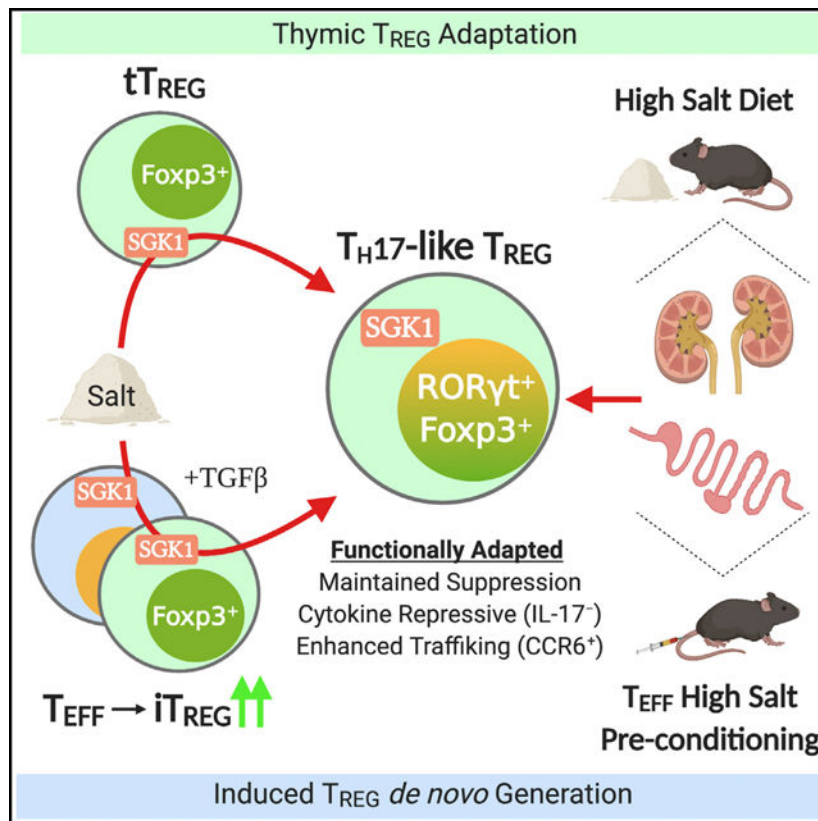 Thymic TREG Adaptation
tTREG
Foxp3⁺
SGK1
High Salt Diet
TH17-like TREG
SGK1
RORγt⁺
Foxp3⁺
Salt
+TGFβ
SGK1
SGK1
Foxp3⁺
TEFF → iTREG
Functionally Adapted
Maintained Suppression
Cytokine Repressive (IL-17⁻)
Enhanced Traffiking (CCR6⁺)
TEFF High Salt
Pre-conditioning
Induced TREG de novo Generation